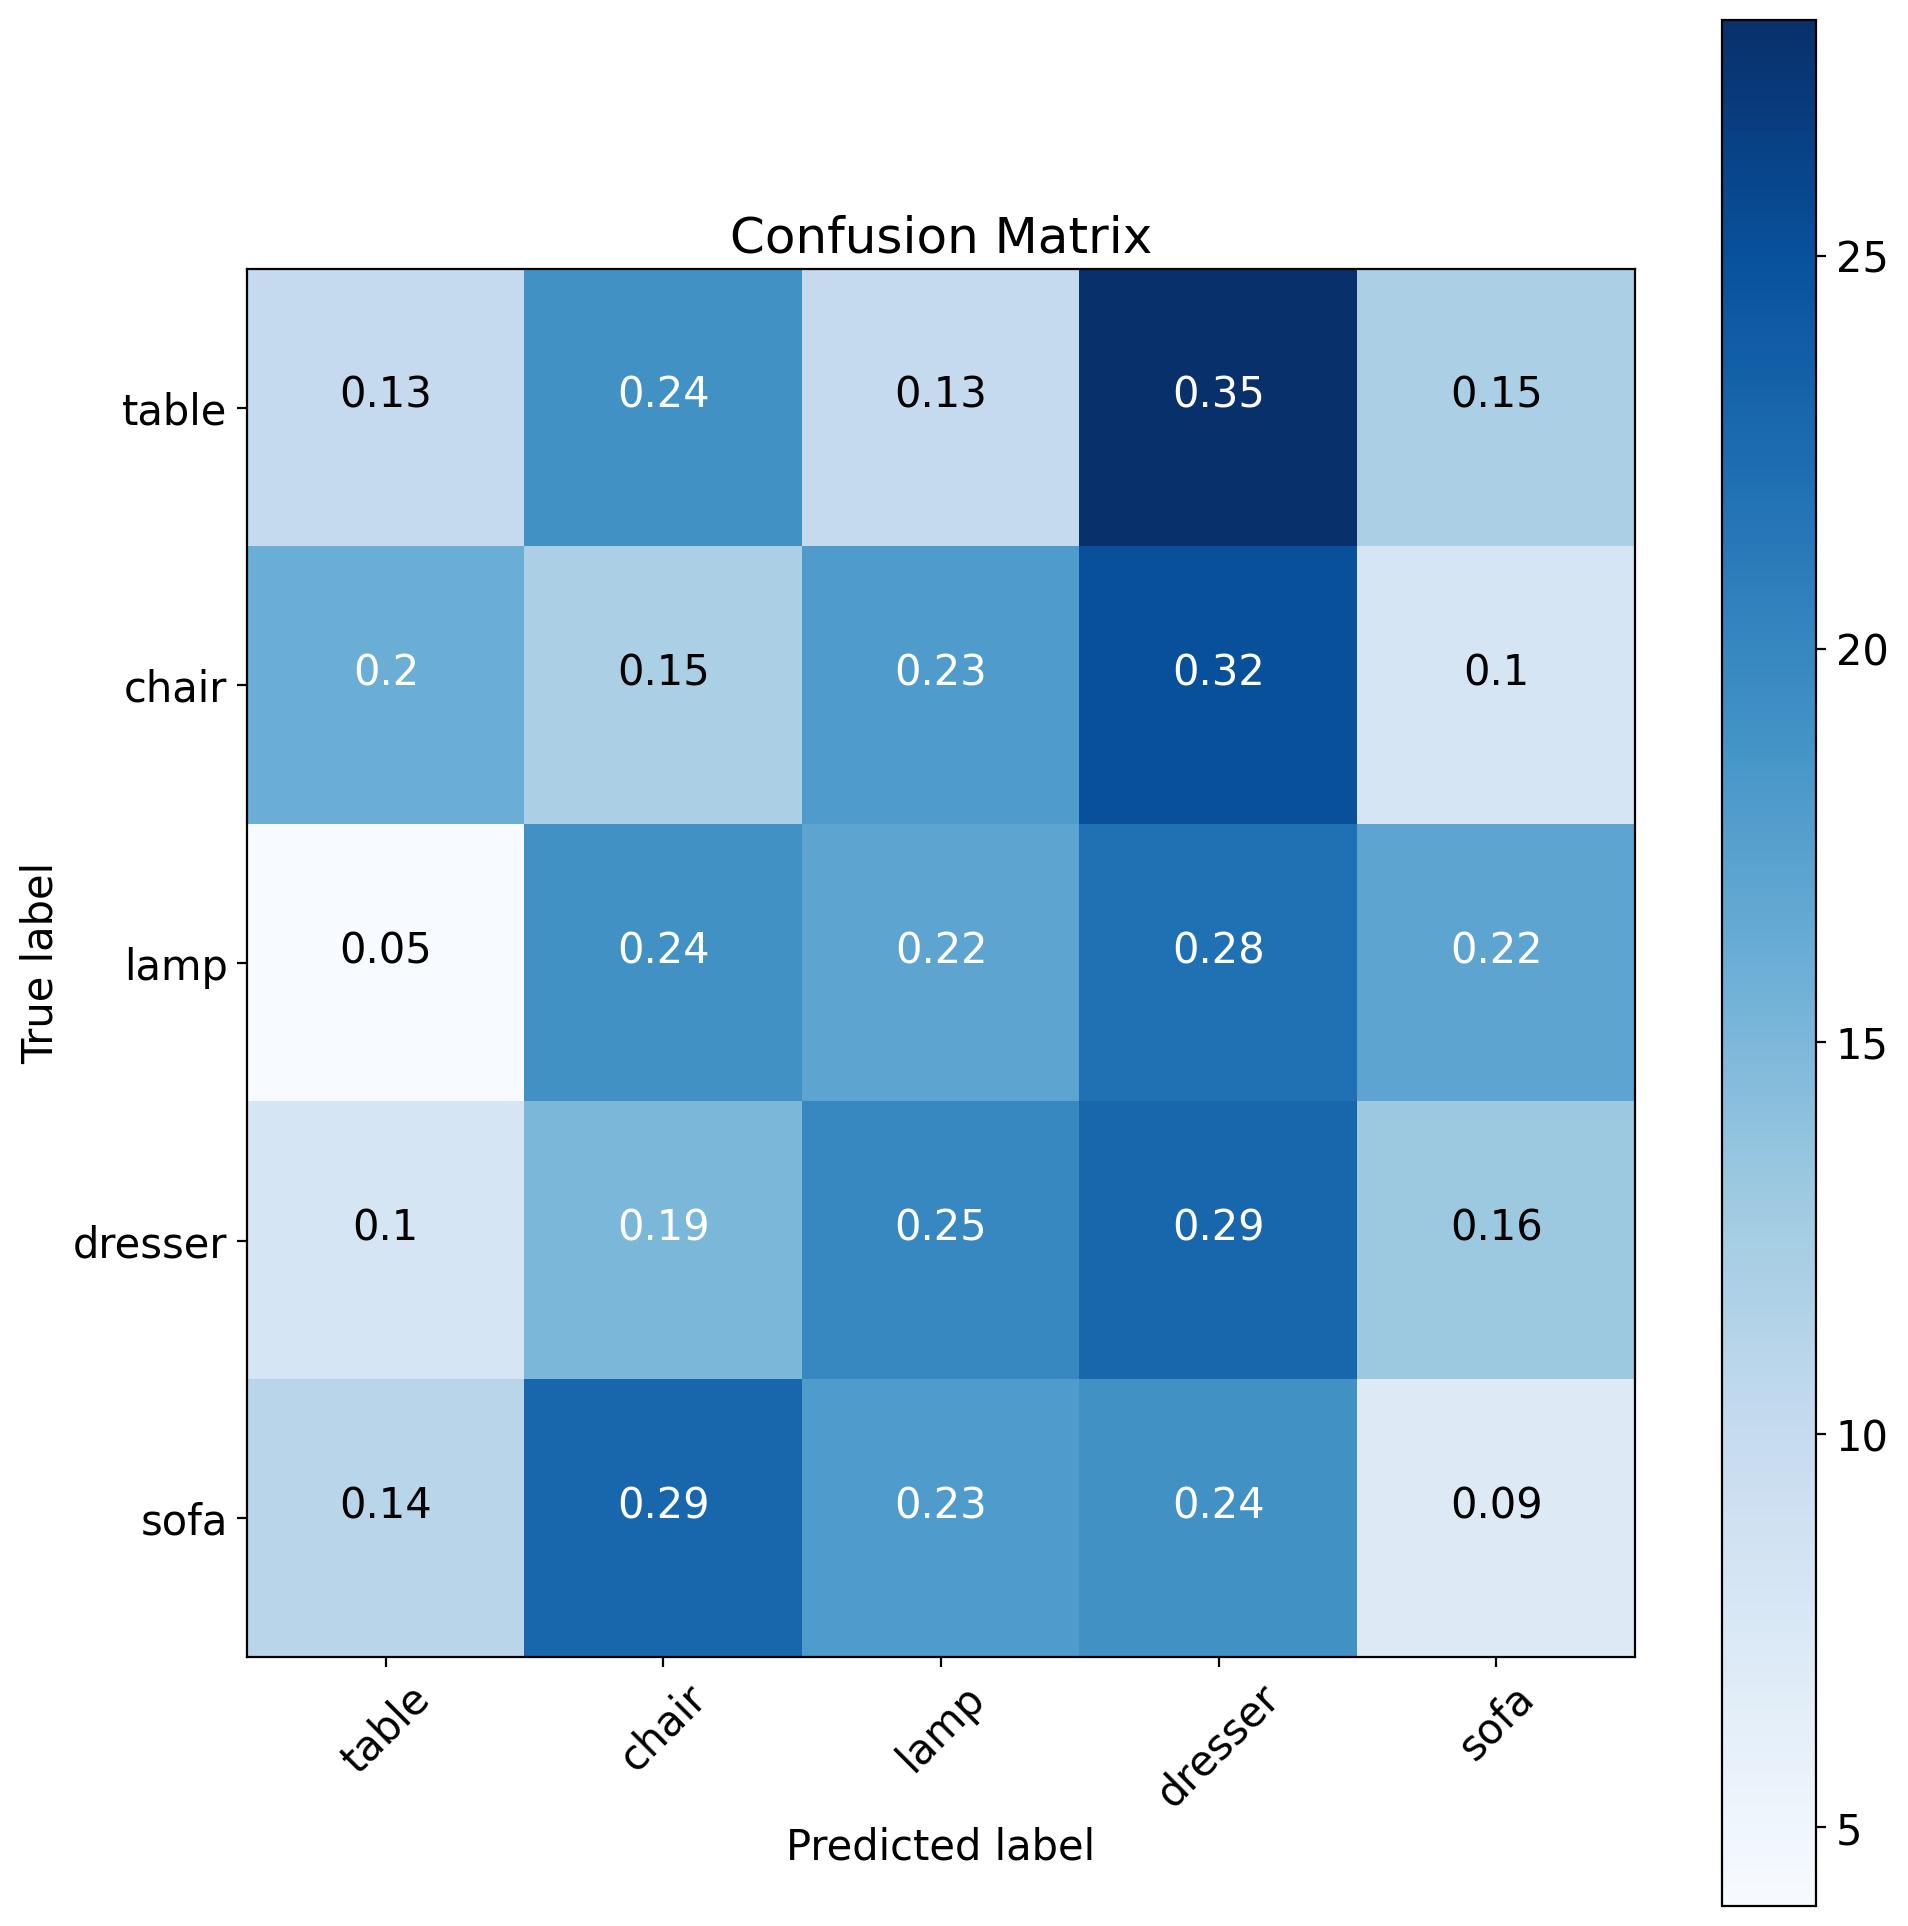 Confusion Matrix
table 0.13 0.24 0.13 0.35 0.15
chair 0.2 0.15 0.23 0.32 0.1
lamp 0.05 0.24 0.22 0.28 0.22
dresser 0.1 0.19 0.25 0.29 0.16
sofa 0.14 0.29 0.23 0.24 0.09
table chair lamp dresser sofa
Predicted label
True label
25
20
15
10
5